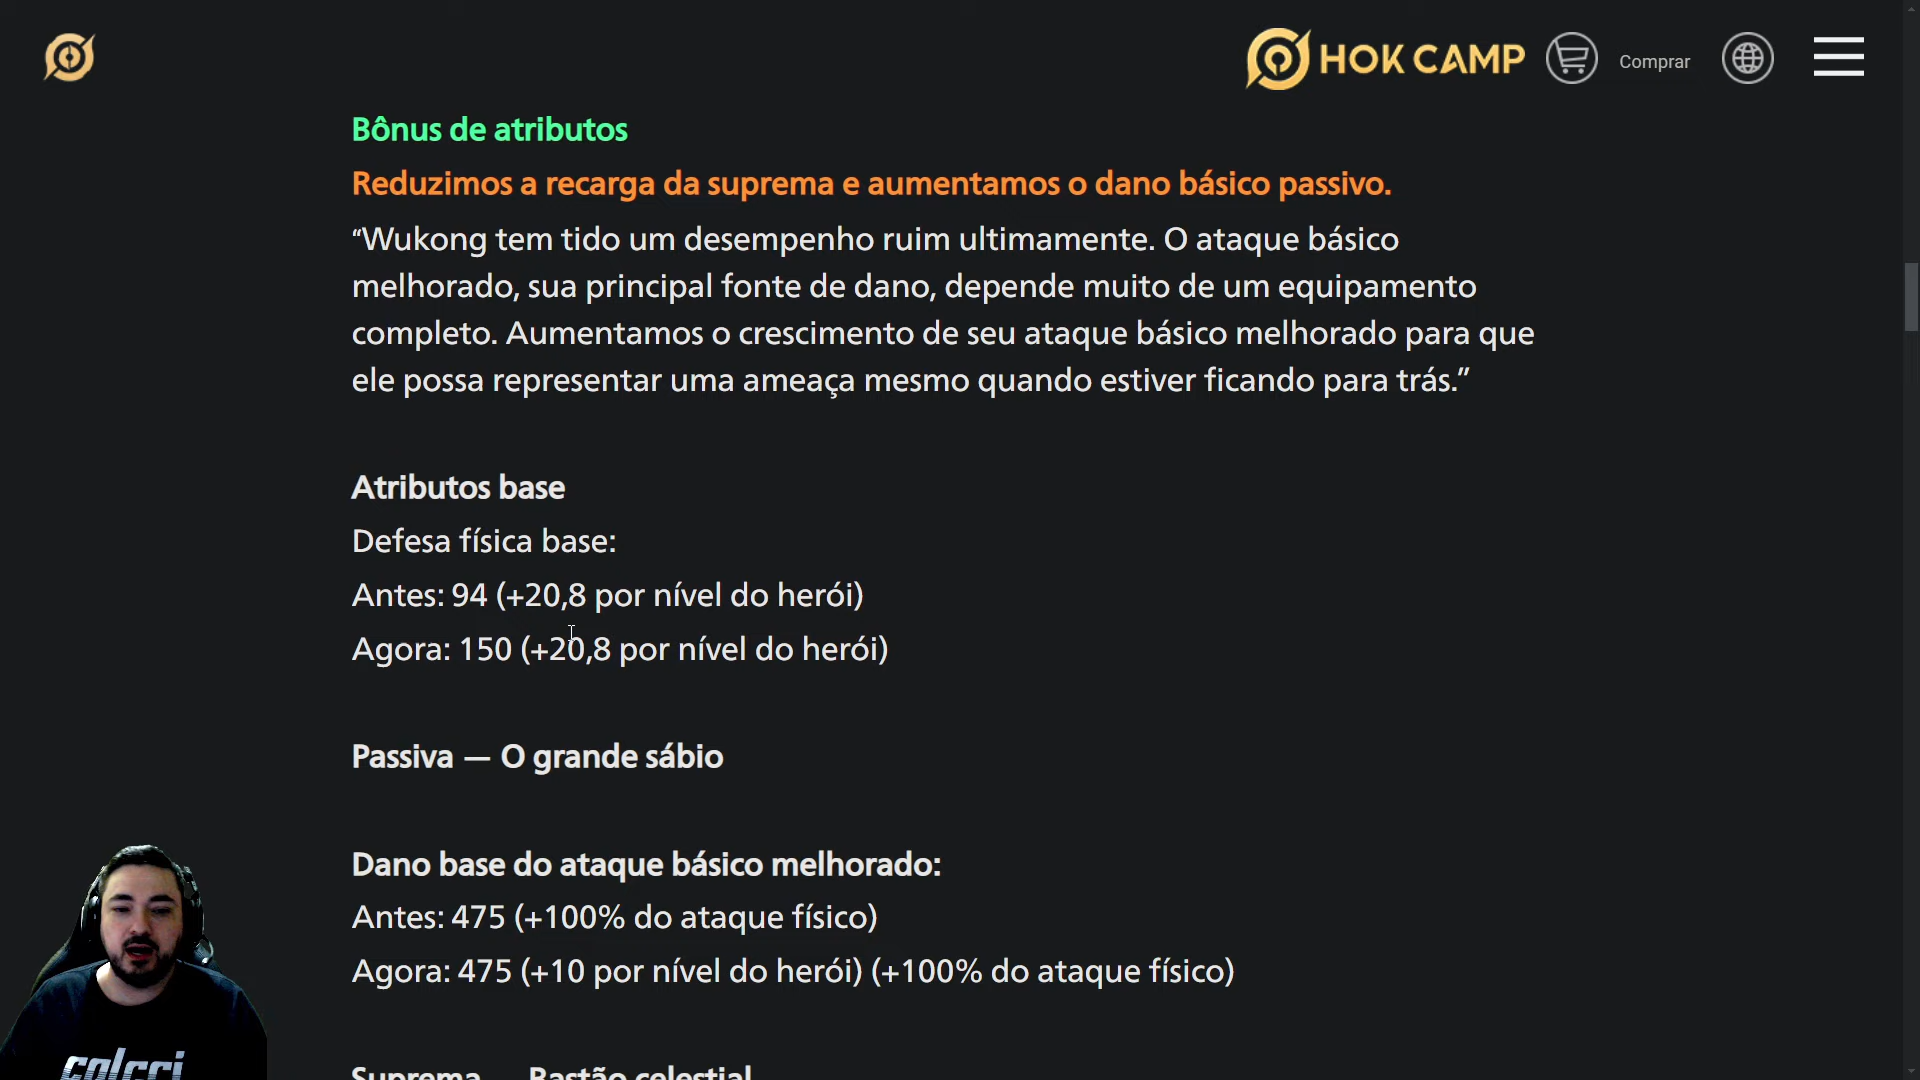 HOK CAMP
Comprar
Bônus de atributos
Reduzimos a recarga da suprema e aumentamos o dano básico passivo.
“Wukong tem tido um desempenho ruim ultimamente. O ataque básico
melhorado, sua principal fonte de dano, depende muito de um equipamento
completo. Aumentamos o crescimento de seu ataque básico melhorado para que
ele possa representar uma ameaça mesmo quando estiver ficando para trás.”
Atributos base
Defesa física base:
Antes: 94 (+20,8 por nível do herói)
Agora: 150 (+20,8 por nível do herói)
Passiva — O grande sábio
Dano base do ataque básico melhorado:
Antes: 475 (+100% do ataque físico)
Agora: 475 (+10 por nível do herói) (+100% do ataque físico)
Suprema — Bastão celestial
colcci